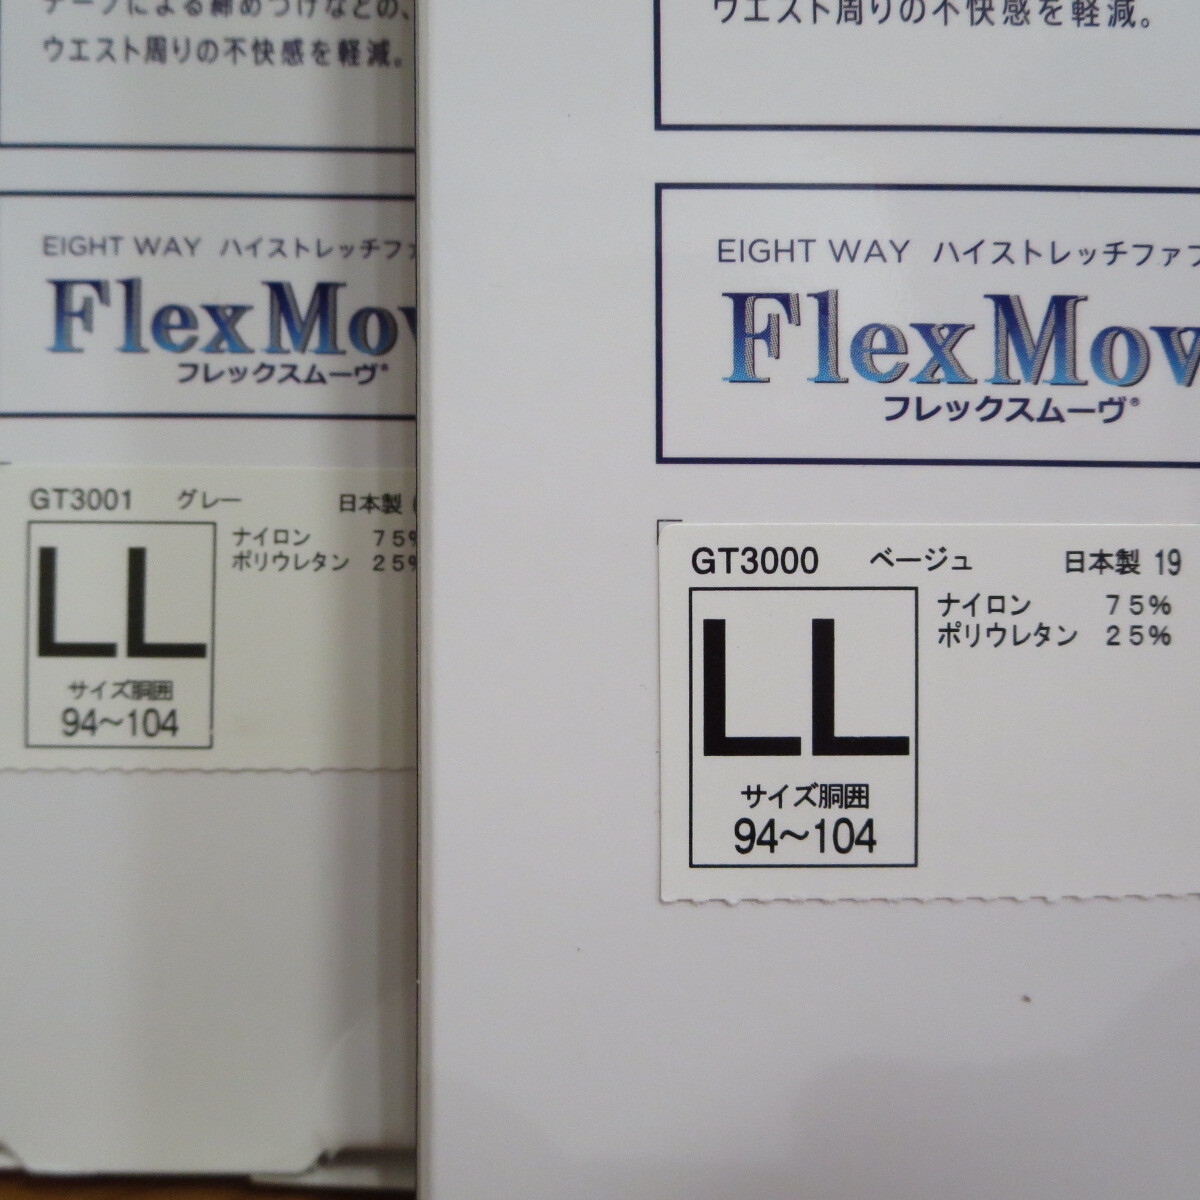 テープによる締めつけなどの、
ウエスト周りの不快感を軽減。
EIGHT WAY ハイストレッチファ
FlexMov
フレックスムーヴ®
GT3001 グレー 日本製
LL
サイズ胴囲
94～104
ナイロン 75%
ポリウレタン 25%
ウエスト周りの不快感を軽減。
EIGHT WAY ハイストレッチファブ
FlexMov
フレックスムーヴ®
GT3000 ベージュ 日本製 19
LL
サイズ胴囲
94～104
ナイロン 75%
ポリウレタン 25%